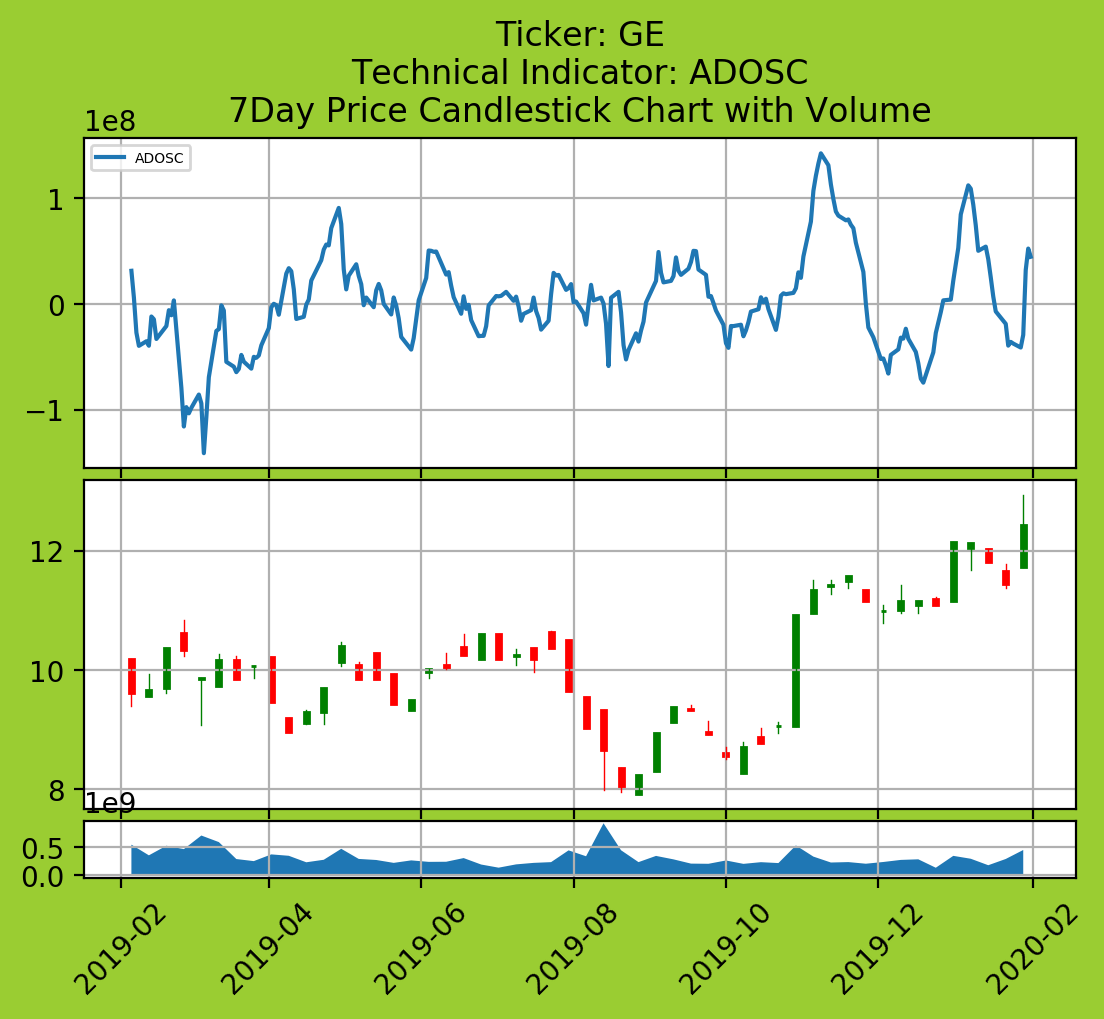 Ticker: GE
Technical Indicator: ADOSC
7Day Price Candlestick Chart with Volume
1e8
ADOSC
1
0
−1
12
10
8
1e9
0.5
0.0
2019-02
2019-04
2019-06
2019-08
2019-10
2019-12
2020-02